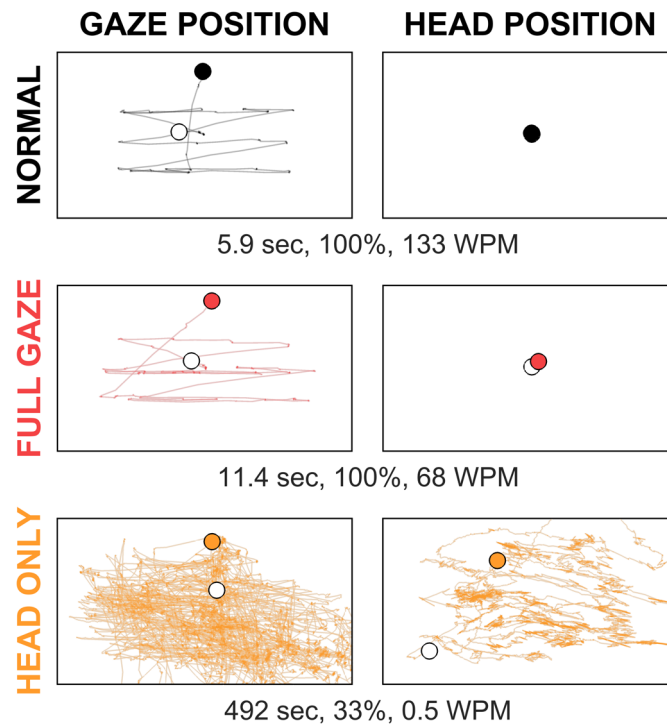 GAZE POSITION HEAD POSITION
NORMAL
5.9 sec, 100%, 133 WPM
FULL GAZE
11.4 sec, 100%, 68 WPM
HEAD ONLY
492 sec, 33%, 0.5 WPM